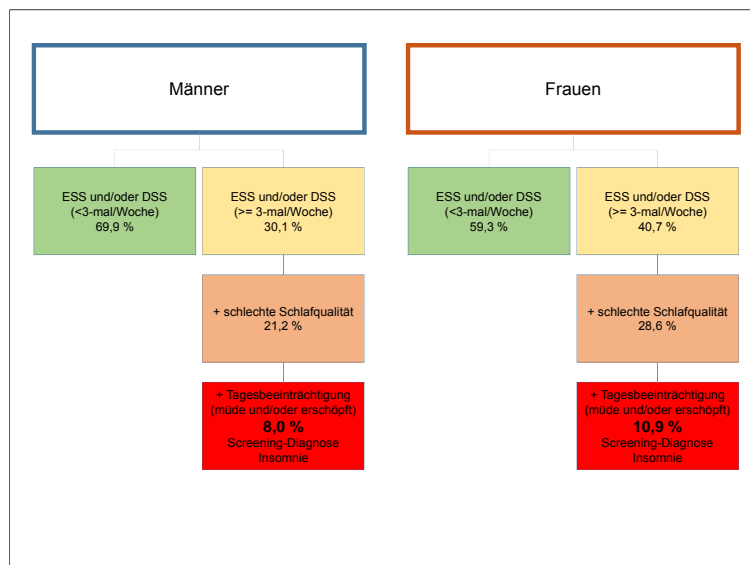 Männer
ESS und/oder DSS
(<3-mal/Woche)
69,9 %
ESS und/oder DSS
(>= 3-mal/Woche)
30,1 %
+ schlechte Schlafqualität
21,2 %
+ Tagesbeeinträchtigung
(müde und/oder erschöpft)
8,0 %
Screening-Diagnose
Insomnie
Frauen
ESS und/oder DSS
(<3-mal/Woche)
59,3 %
ESS und/oder DSS
(>= 3-mal/Woche)
40,7 %
+ schlechte Schlafqualität
28,6 %
+ Tagesbeeinträchtigung
(müde und/oder erschöpft)
10,9 %
Screening-Diagnose
Insomnie